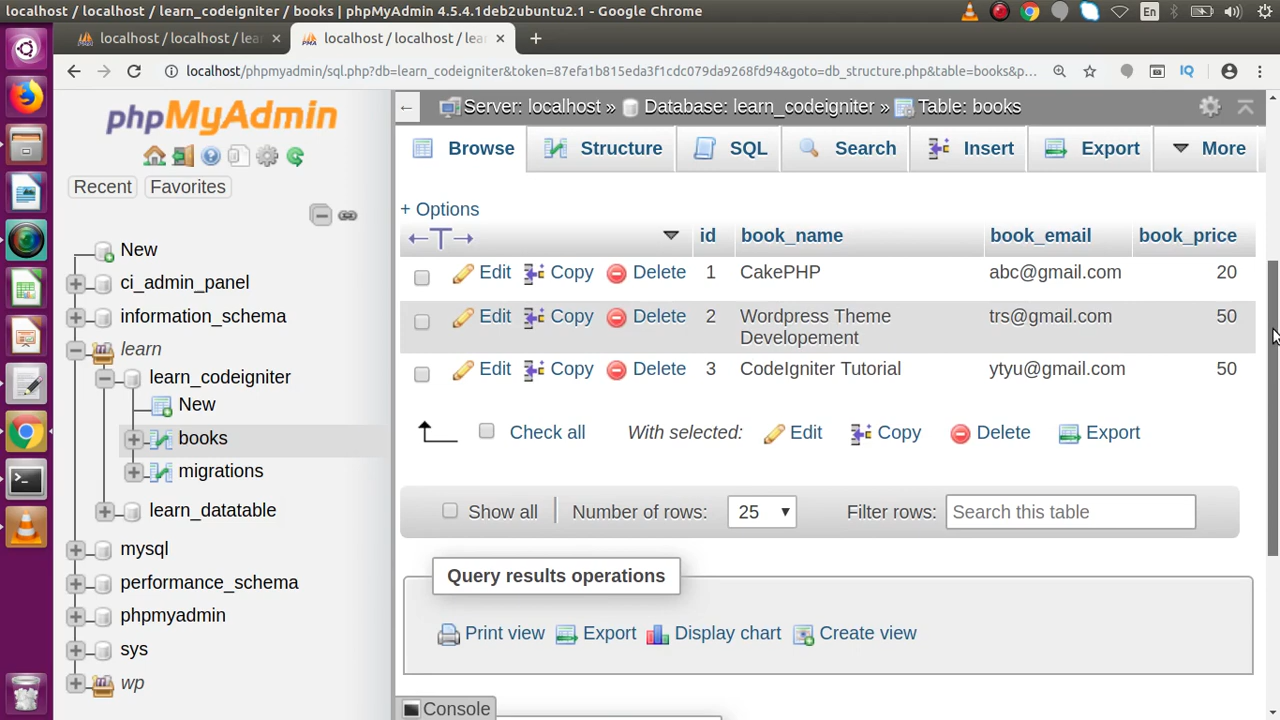 localhost / localhost / learn_codeigniter / books | phpMyAdmin 4.5.4.1deb2ubuntu2.1 - Google Chrome
En
localhost / localhost / lea
localhost / localhost / lea
localhost/phpmyadmin/sql.php?db=learn_codeigniter&token=87efa1b815eda3f1cdc079da9268fd94&goto=db_structure.php&table=books&p...
IQ
phpMyAdmin
Recent
Favorites
New
ci_admin_panel
information_schema
learn
learn_codeigniter
New
books
migrations
learn_datatable
mysql
performance_schema
phpmyadmin
sys
wp
Server: localhost » Database: learn_codeigniter » Table: books
Browse Structure SQL Search Insert Export More
+ Options
id book_name book_email book_price
Edit Copy Delete 1 CakePHP abc@gmail.com 20
Edit Copy Delete 2 Wordpress Theme trs@gmail.com 50
Developement
Edit Copy Delete 3 CodeIgniter Tutorial ytyu@gmail.com 50
Check all With selected: Edit Copy Delete Export
Show all Number of rows: 25 Filter rows: Search this table
Query results operations
Print view Export Display chart Create view
Console